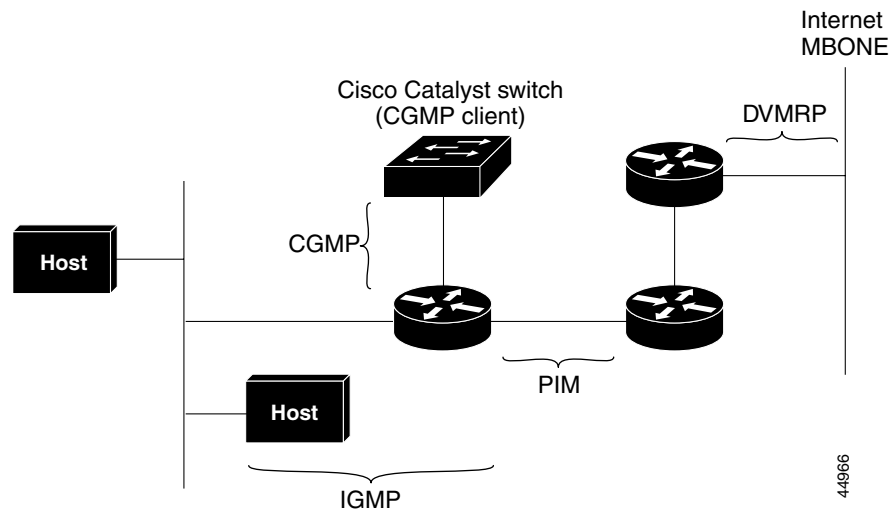 Internet
MBONE
Cisco Catalyst switch
(CGMP client)
DVMRP
CGMP
Host
PIM
Host
IGMP
44966